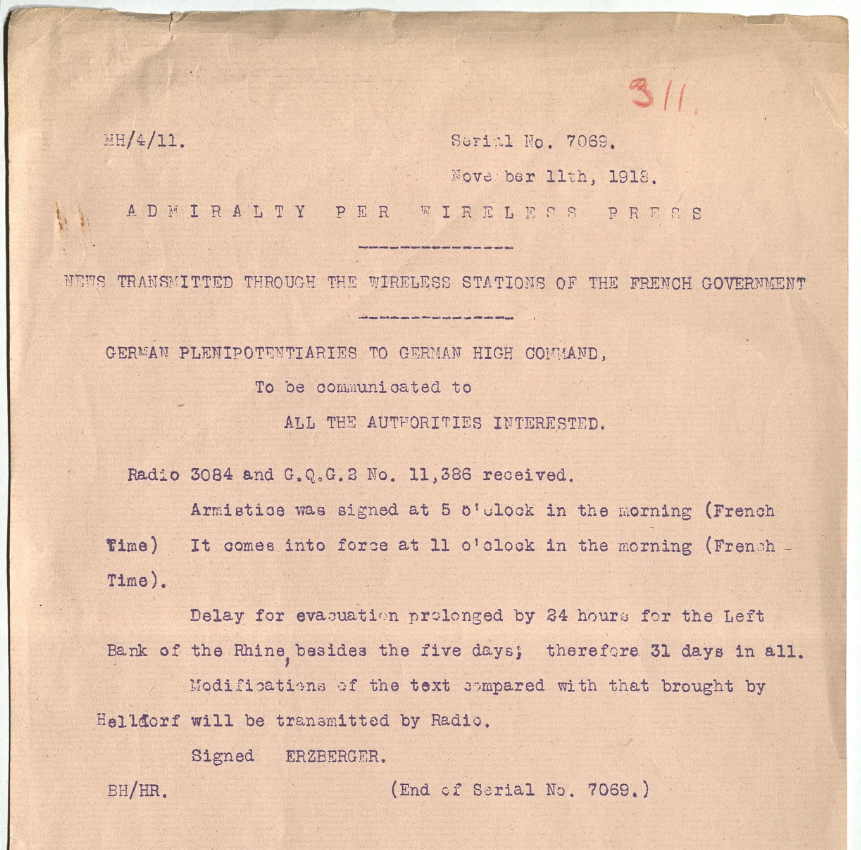 311.
MH/4/11. Serial No. 7069.
November 11th, 1918.
ADMIRALTY PER WIRELESS PRESS
NEWS TRANSMITTED THROUGH THE WIRELESS STATIONS OF THE FRENCH GOVERNMENT
GERMAN PLENIPOTENTIARIES TO GERMAN HIGH COMMAND,
To be communicated to
ALL THE AUTHORITIES INTERESTED.
Radio 3084 and G.Q.G.2 No. 11,386 received.
Armistice was signed at 5 o'clock in the morning (French
Time) It comes into force at 11 o'clock in the morning (French -
Time).
Delay for evacuation prolonged by 24 hours for the Left
Bank of the Rhine, besides the five days; therefore 31 days in all.
Modifications of the text compared with that brought by
Helldorf will be transmitted by Radio.
Signed ERZBERGER.
BH/HR. (End of Serial No. 7069.)